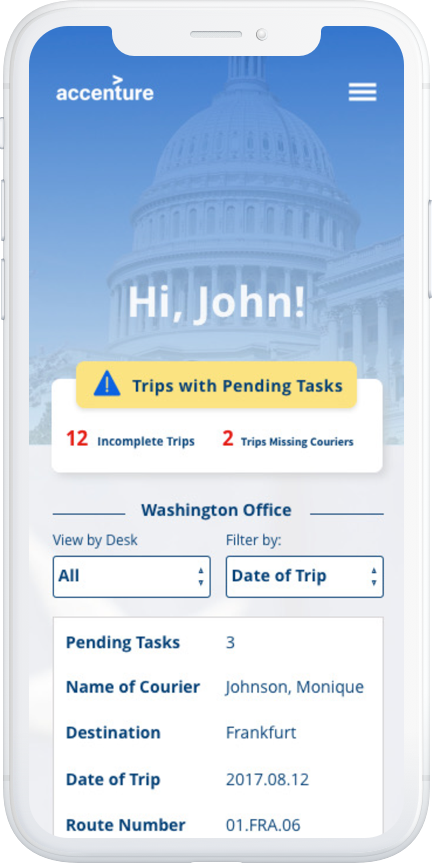 accenture
Hi, John!
Trips with Pending Tasks
12 Incomplete Trips 2 Trips Missing Couriers
Washington Office
View by Desk Filter by:
All Date of Trip
Pending Tasks 3
Name of Courier Johnson, Monique
Destination Frankfurt
Date of Trip 2017.08.12
Route Number 01.FRA.06